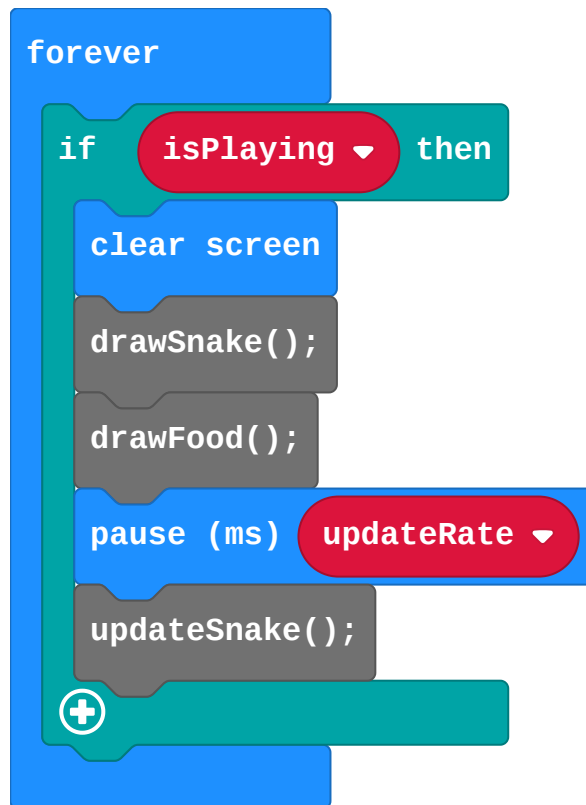 forever
if isPlaying then
clear screen
drawSnake();
drawFood();
pause (ms) updateRate
updateSnake();